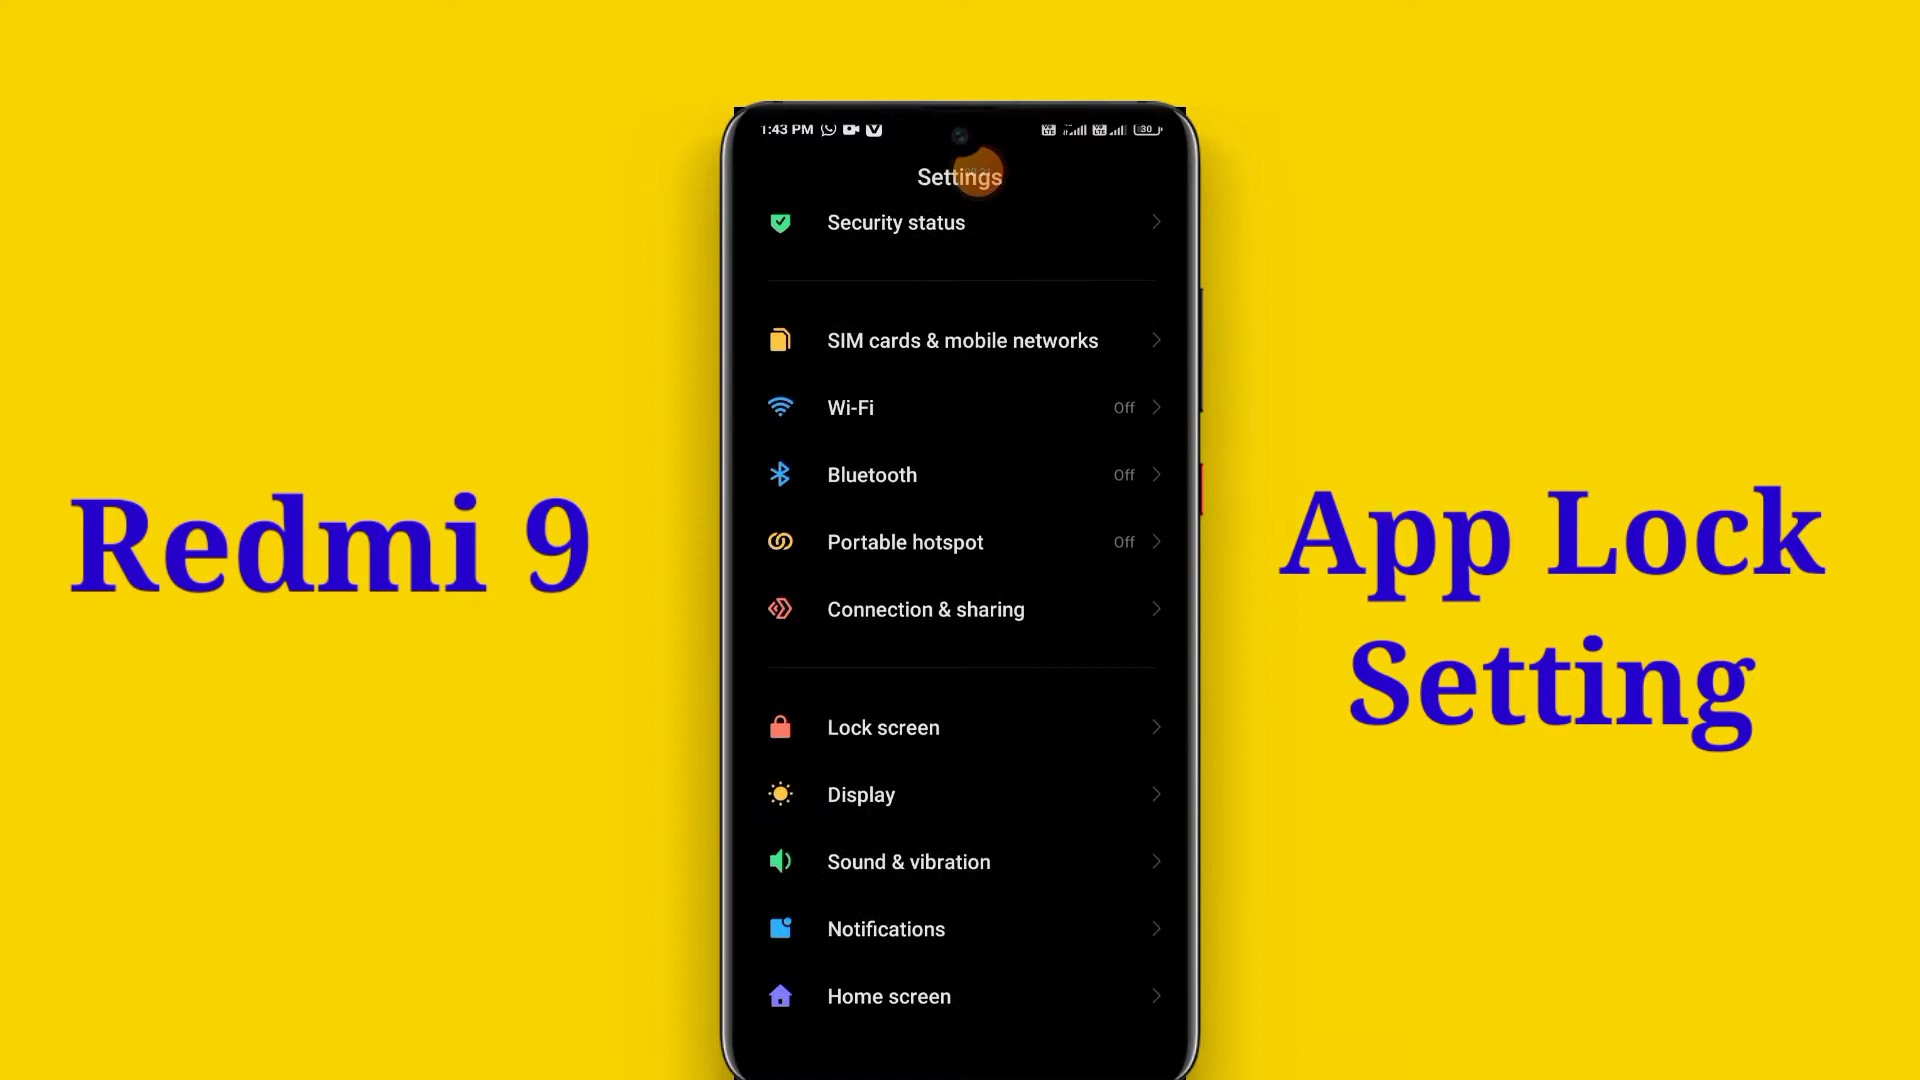 1:43 PM
30
Settings
Security status
SIM cards & mobile networks
Wi-Fi Off
Bluetooth Off
Portable hotspot Off
Connection & sharing
Lock screen
Display
Sound & vibration
Notifications
Home screen
Redmi 9
App Lock
Setting